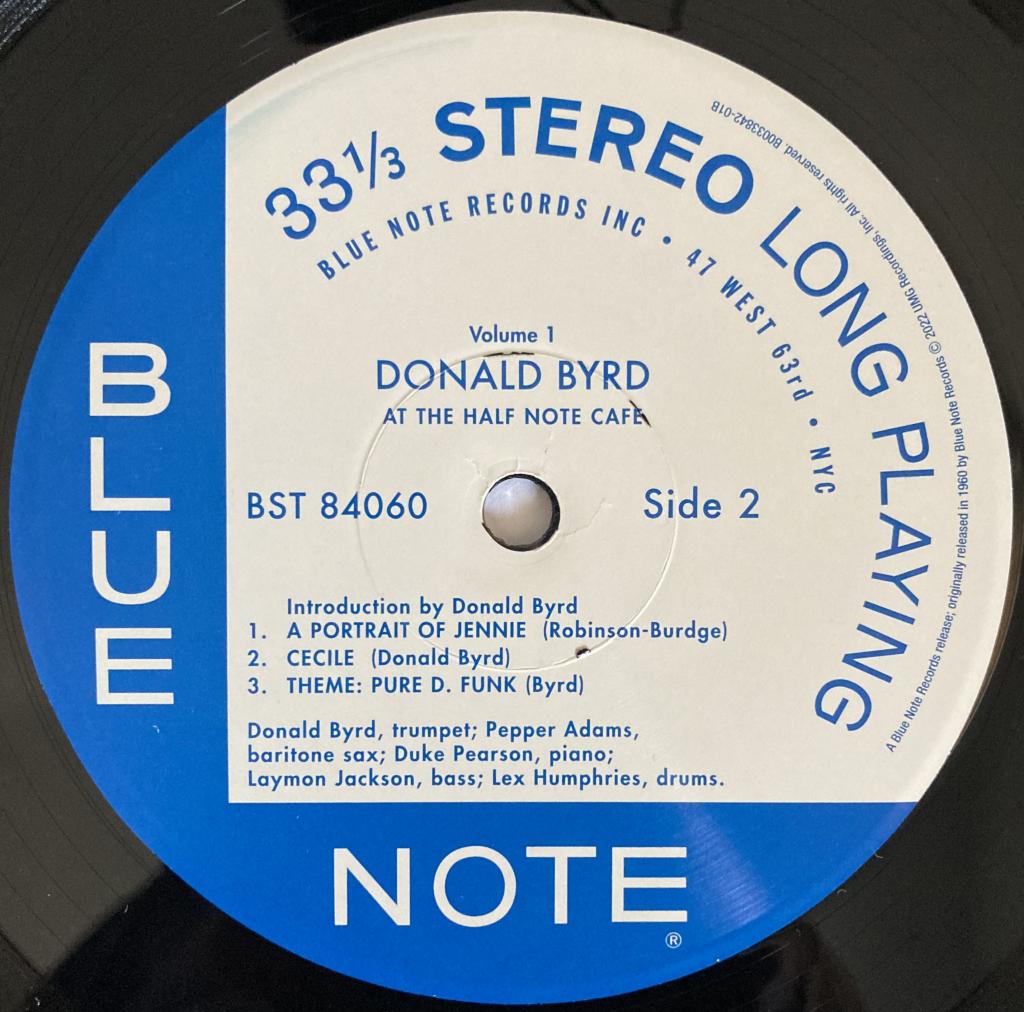 33⅓ STEREO LONG PLAYING
BLUE NOTE RECORDS INC • 47 WEST 63rd • NYC
A Blue Note Records release; originally released in 1960 by Blue Note Records © 2022 UMG Recordings, Inc. All rights reserved. B0033842-01B
Volume 1
DONALD BYRD
AT THE HALF NOTE CAFE
BST 84060
Side 2
Introduction by Donald Byrd
1. A PORTRAIT OF JENNIE (Robinson-Burdge)
2. CECILE (Donald Byrd)
3. THEME: PURE D. FUNK (Byrd)
Donald Byrd, trumpet; Pepper Adams,
baritone sax; Duke Pearson, piano;
Laymon Jackson, bass; Lex Humphries, drums.
BLUE
NOTE
®